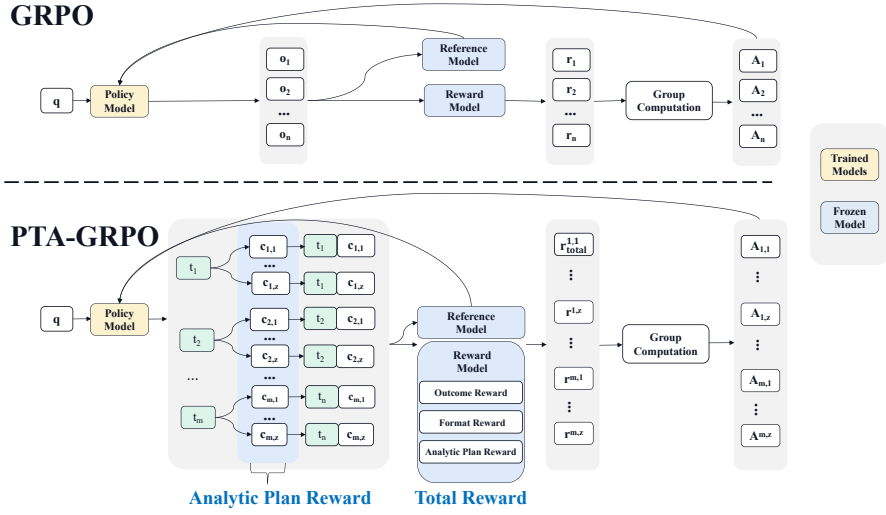 GRPO
q
Policy
Model
o1
o2
...
on
Reference
Model
Reward Model
r1
r2
...
rn
Group
Computation
A1
A2
...
An
Trained
Models
Frozen
Model
PTA-GRPO
q
Policy
Model
t1
t2
...
tm
c1,1
...
c1,z
c2,1
...
c2,z
...
cm,1
...
cm,z
t1 c1,1
t1 c1,z
t2 c2,1
t2 c2,z
tn cm,1
tn cm,z
Analytic Plan Reward
Reference
Model
Reward
Model
Outcome Reward
Format Reward
Analytic Plan Reward
Total Reward
r1,1 total
⋮
r1,z
⋮
rm,1
⋮
rm,z
Group
Computation
A1,1
⋮
A1,z
⋮
Am,1
⋮
Am,z